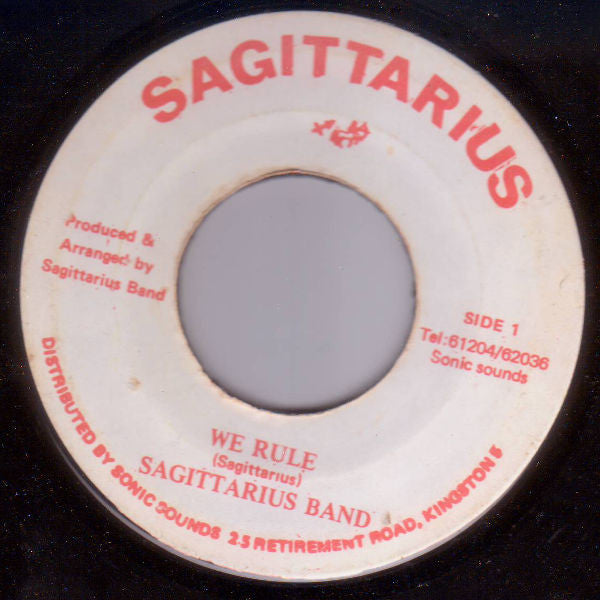 SAGITTARIUS
Produced &
Arranged by
Sagittarius Band
SIDE 1
Tel:61204/62036
Sonic sounds
WE RULE
(Sagittarius)
SAGITTARIUS BAND
DISTRIBUTED BY SONIC SOUNDS 25 RETIREMENT ROAD, KINGSTON 5